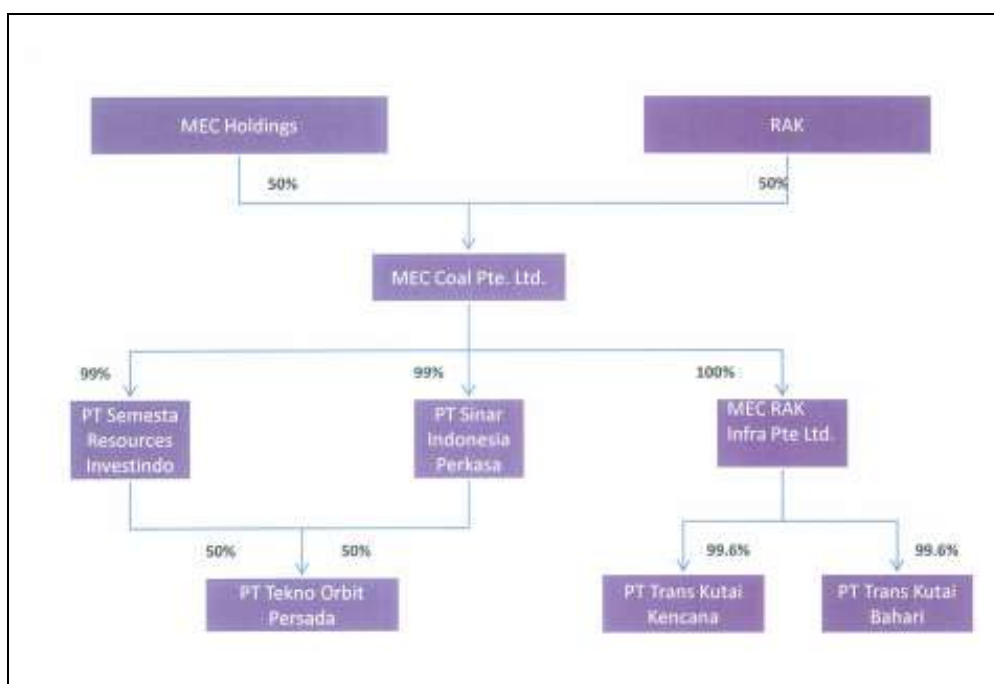 MEC Holdings
RAK
50%
50%
MEC Coal Pte. Ltd.
99%
99%
100%
PT Semesta
Resources
Investindo
PT Sinar
Indonesia
Perkasa
MEC RAK
Infra Pte Ltd.
50%
50%
99.6%
99.6%
PT Tekno Orbit
Persada
PT Trans Kutai
Kencana
PT Trans Kutai
Bahari